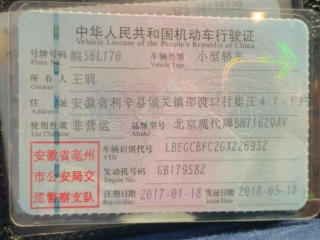 中华人民共和国机动车行驶证
Vehicle License of the People's Republic of China
号牌号码 皖S6L170 车辆类型 小型轿车
Plate No. Vehicle Type
所有人 王明
Owner
住址 安徽省利辛县城关镇邵渡口村雇庄47-1户
Address
使用性质 非营运 品牌型号 北京现代牌BH7162QAV
Use Character
安徽省亳州 车辆识别代号 LBEGCBFC2GX226932
VIN
市公安局交 发动机号码 GB179582
Engine No.
巡警察支队 注册日期 2017-01-18 发证日期 2018-05-18
Register Date Issue Date